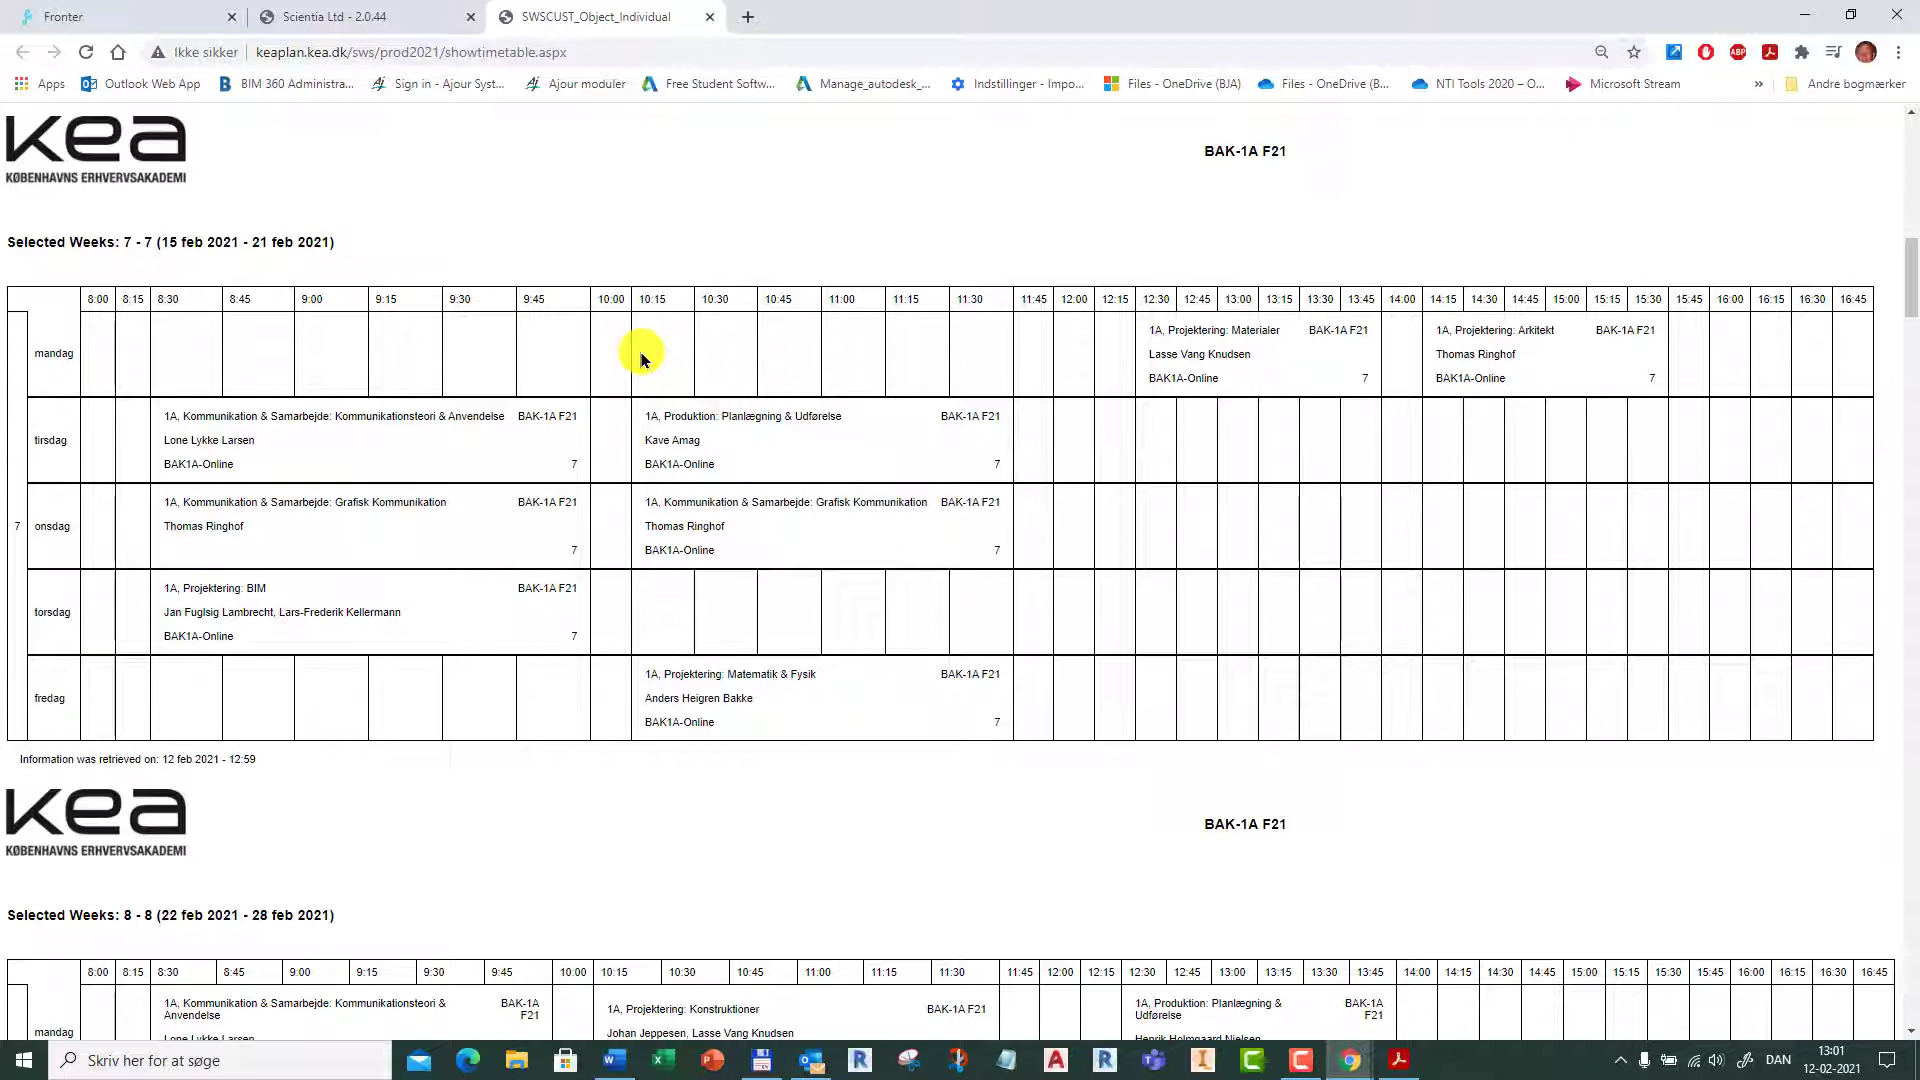 Fronter
Scientia Ltd - 2.0.44
SWSCUST_Object_Individual
Ikke sikker
keaplan.kea.dk/sws/prod2021/showtimetable.aspx
Apps
Outlook Web App
BIM 360 Administra...
Sign in - Ajour Syst...
Ajour moduler
Free Student Softw...
Manage_autodesk_...
Indstillinger - Impo...
Files - OneDrive (BJA)
Files - OneDrive (B...
NTI Tools 2020 – O...
Microsoft Stream
»
Andre bogmærker
kea
KØBENHAVNS ERHVERVSAKADEMI
BAK-1A F21
Selected Weeks: 7 - 7 (15 feb 2021 - 21 feb 2021)
8:00 8:15 8:30 8:45 9:00 9:15 9:30 9:45 10:00 10:15 10:30 10:45 11:00 11:15 11:30 11:45 12:00 12:15 12:30 12:45 13:00 13:15 13:30 13:45 14:00 14:15 14:30 14:45 15:00 15:15 15:30 15:45 16:00 16:15 16:30 16:45
7
mandag
1A, Projektering: Materialer BAK-1A F21
Lasse Vang Knudsen
BAK1A-Online 7
1A, Projektering: Arkitekt BAK-1A F21
Thomas Ringhof
BAK1A-Online 7
tirsdag
1A, Kommunikation & Samarbejde: Kommunikationsteori & Anvendelse BAK-1A F21
Lone Lykke Larsen
BAK1A-Online 7
1A, Produktion: Planlægning & Udførelse BAK-1A F21
Kave Amag
BAK1A-Online 7
onsdag
1A, Kommunikation & Samarbejde: Grafisk Kommunikation BAK-1A F21
Thomas Ringhof
7
1A, Kommunikation & Samarbejde: Grafisk Kommunikation BAK-1A F21
Thomas Ringhof
BAK1A-Online 7
torsdag
1A, Projektering: BIM BAK-1A F21
Jan Fuglsig Lambrecht, Lars-Frederik Kellermann
BAK1A-Online 7
fredag
1A, Projektering: Matematik & Fysik BAK-1A F21
Anders Heigren Bakke
BAK1A-Online 7
Information was retrieved on: 12 feb 2021 - 12:59
kea
KØBENHAVNS ERHVERVSAKADEMI
BAK-1A F21
Selected Weeks: 8 - 8 (22 feb 2021 - 28 feb 2021)
8:00 8:15 8:30 8:45 9:00 9:15 9:30 9:45 10:00 10:15 10:30 10:45 11:00 11:15 11:30 11:45 12:00 12:15 12:30 12:45 13:00 13:15 13:30 13:45 14:00 14:15 14:30 14:45 15:00 15:15 15:30 15:45 16:00 16:15 16:30 16:45
mandag
1A, Kommunikation & Samarbejde: Kommunikationsteori & BAK-1A
Anvendelse F21
Lone Lykke Larsen
1A, Projektering: Konstruktioner BAK-1A F21
Johan Jeppesen, Lasse Vang Knudsen
1A, Produktion: Planlægning & BAK-1A
Udførelse F21
Henrik Holmgaard Nielsen
Skriv her for at søge
DAN
13:01
12-02-2021